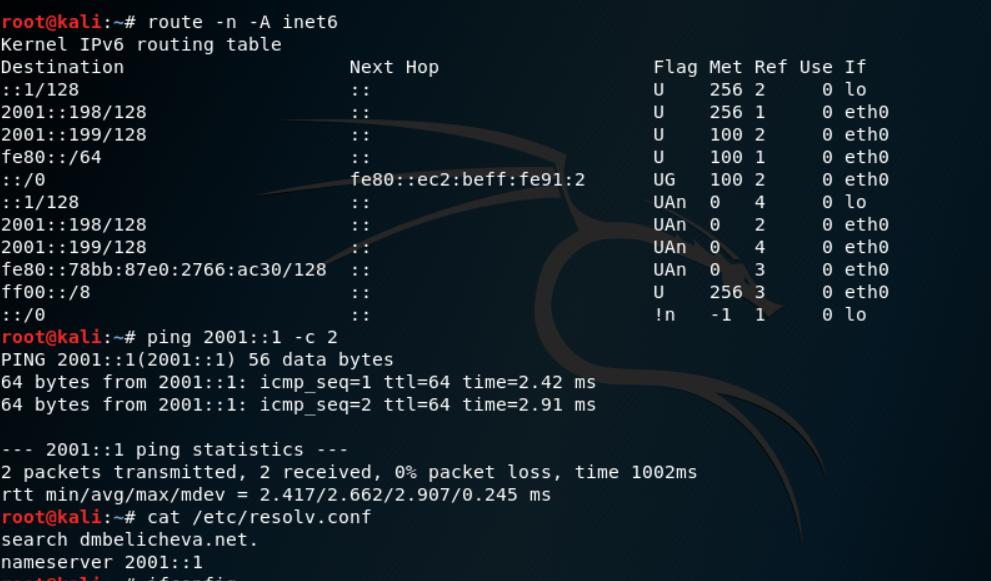 root@kali:~# route -n -A inet6
Kernel IPv6 routing table
Destination                    Next Hop                   Flag Met Ref Use If
::1/128                        ::                         U    256 2     0 lo
2001::198/128                  ::                         U    256 1     0 eth0
2001::199/128                  ::                         U    100 2     0 eth0
fe80::/64                      ::                         U    100 1     0 eth0
::/0                           fe80::ec2:beff:fe91:2      UG   100 2     0 eth0
::1/128                        ::                         UAn  0   4     0 lo
2001::198/128                  ::                         UAn  0   2     0 eth0
2001::199/128                  ::                         UAn  0   4     0 eth0
fe80::78bb:87e0:2766:ac30/128  ::                         UAn  0   3     0 eth0
ff00::/8                       ::                         U    256 3     0 eth0
::/0                           ::                         !n   -1  1     0 lo
root@kali:~# ping 2001::1 -c 2
PING 2001::1(2001::1) 56 data bytes
64 bytes from 2001::1: icmp_seq=1 ttl=64 time=2.42 ms
64 bytes from 2001::1: icmp_seq=2 ttl=64 time=2.91 ms

--- 2001::1 ping statistics ---
2 packets transmitted, 2 received, 0% packet loss, time 1002ms
rtt min/avg/max/mdev = 2.417/2.662/2.907/0.245 ms
root@kali:~# cat /etc/resolv.conf
search dmbelicheva.net.
nameserver 2001::1